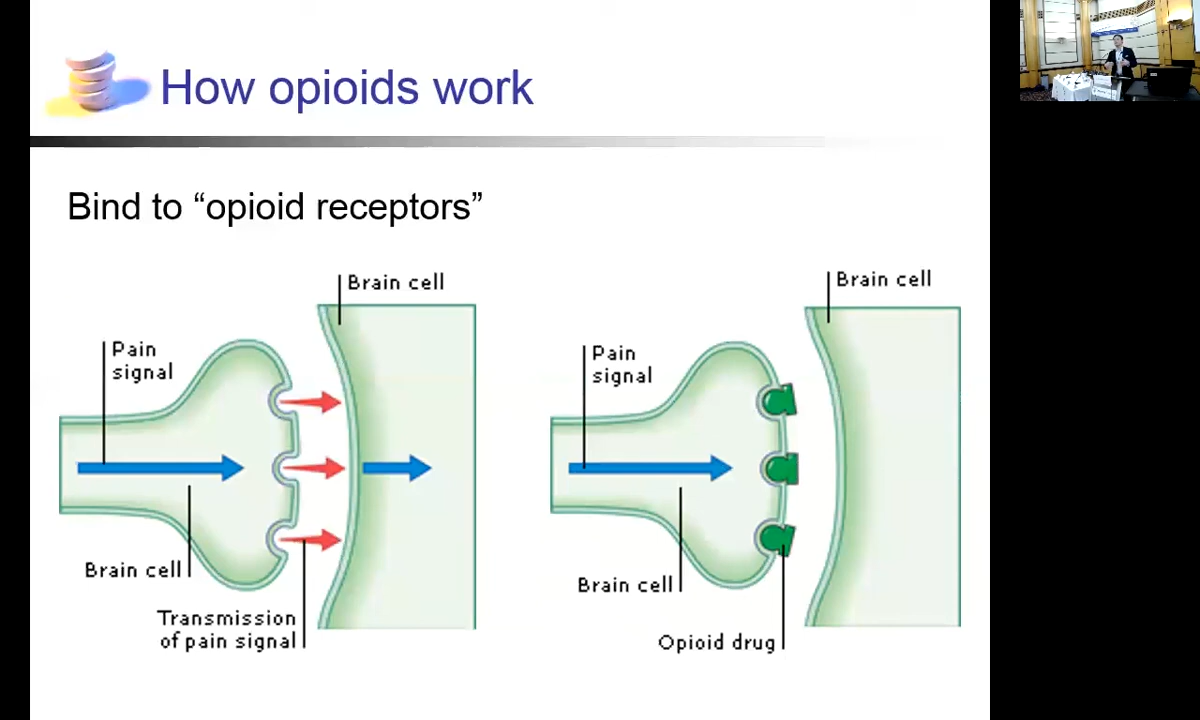 How opioids work
Bind to “opioid receptors”
Brain cell
Pain
signal
Brain cell
Transmission
of pain signal
Brain cell
Pain
signal
Brain cell
Opioid drug